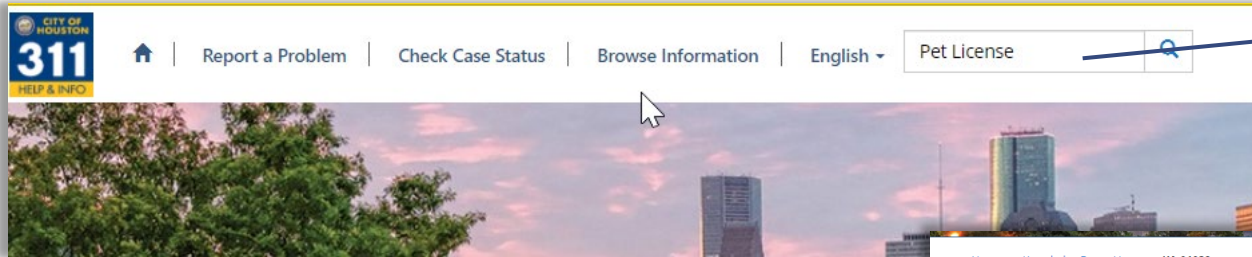 CITY OF
HOUSTON
311
HELP & INFO
Report a Problem
Check Case Status
Browse Information
English
Pet License